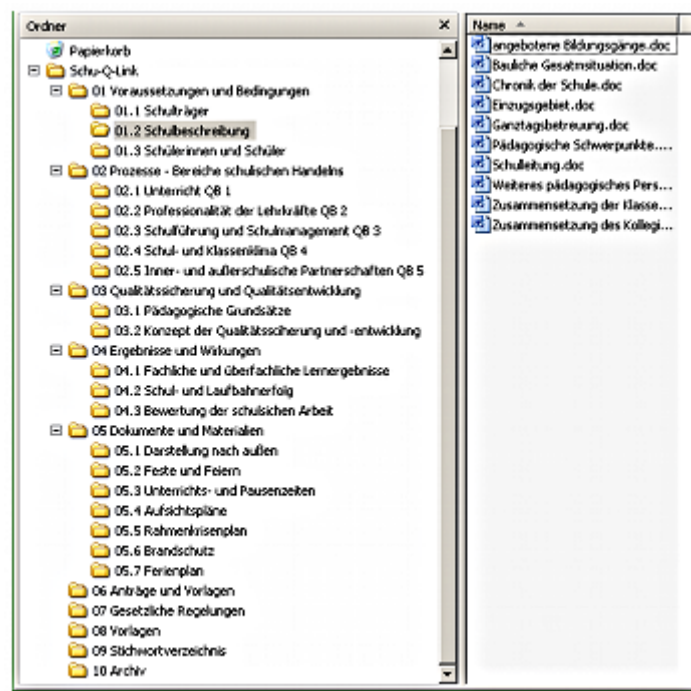 Ordner
Papierkorb
Schu-Q-Link
01 Voraussetzungen und Bedingungen
01.1 Schulträger
01.2 Schulbeschreibung
01.3 Schülerinnen und Schüler
02 Prozesse - Bereiche schulischen Handelns
02.1 Unterricht QB 1
02.2 Professionalität der Lehrkräfte QB 2
02.3 Schulführung und Schulmanagement QB 3
02.4 Schul- und Klassenklima QB 4
02.5 Inner- und außerschulische Partnerschaften QB 5
03 Qualitätssicherung und Qualitätsentwicklung
03.1 Pädagogische Grundsätze
03.2 Konzept der Qualitätssciherung und -entwicklung
04 Ergebnisse und Wirkungen
04.1 Fachliche und überfachliche Lernergebnisse
04.2 Schul- und Laufbahnerfolg
04.3 Bewertung der schulsichen Arbeit
05 Dokumente und Materialien
05.1 Darstellung nach außen
05.2 Feste und Feiern
05.3 Unterrichts- und Pausenzeiten
05.4 Aufsichtspläne
05.5 Rahmenkrisenplan
05.6 Brandschutz
05.7 Ferienplan
06 Anträge und Vorlagen
07 Gesetzliche Regelungen
08 Vorlagen
09 Stichwortverzeichnis
10 Archiv
Name
angebotene Bildungsgänge.doc
Bauliche Gesatmsituation.doc
Chronik der Schule.doc
Einzugsgebiet.doc
Ganztagsbetreuung.doc
Pädagogische Schwerpunkte....
Schulleitung.doc
Weiteres pädagogisches Pers...
Zusammensetzung der Klasse...
Zusammensetzung des Kollegi...